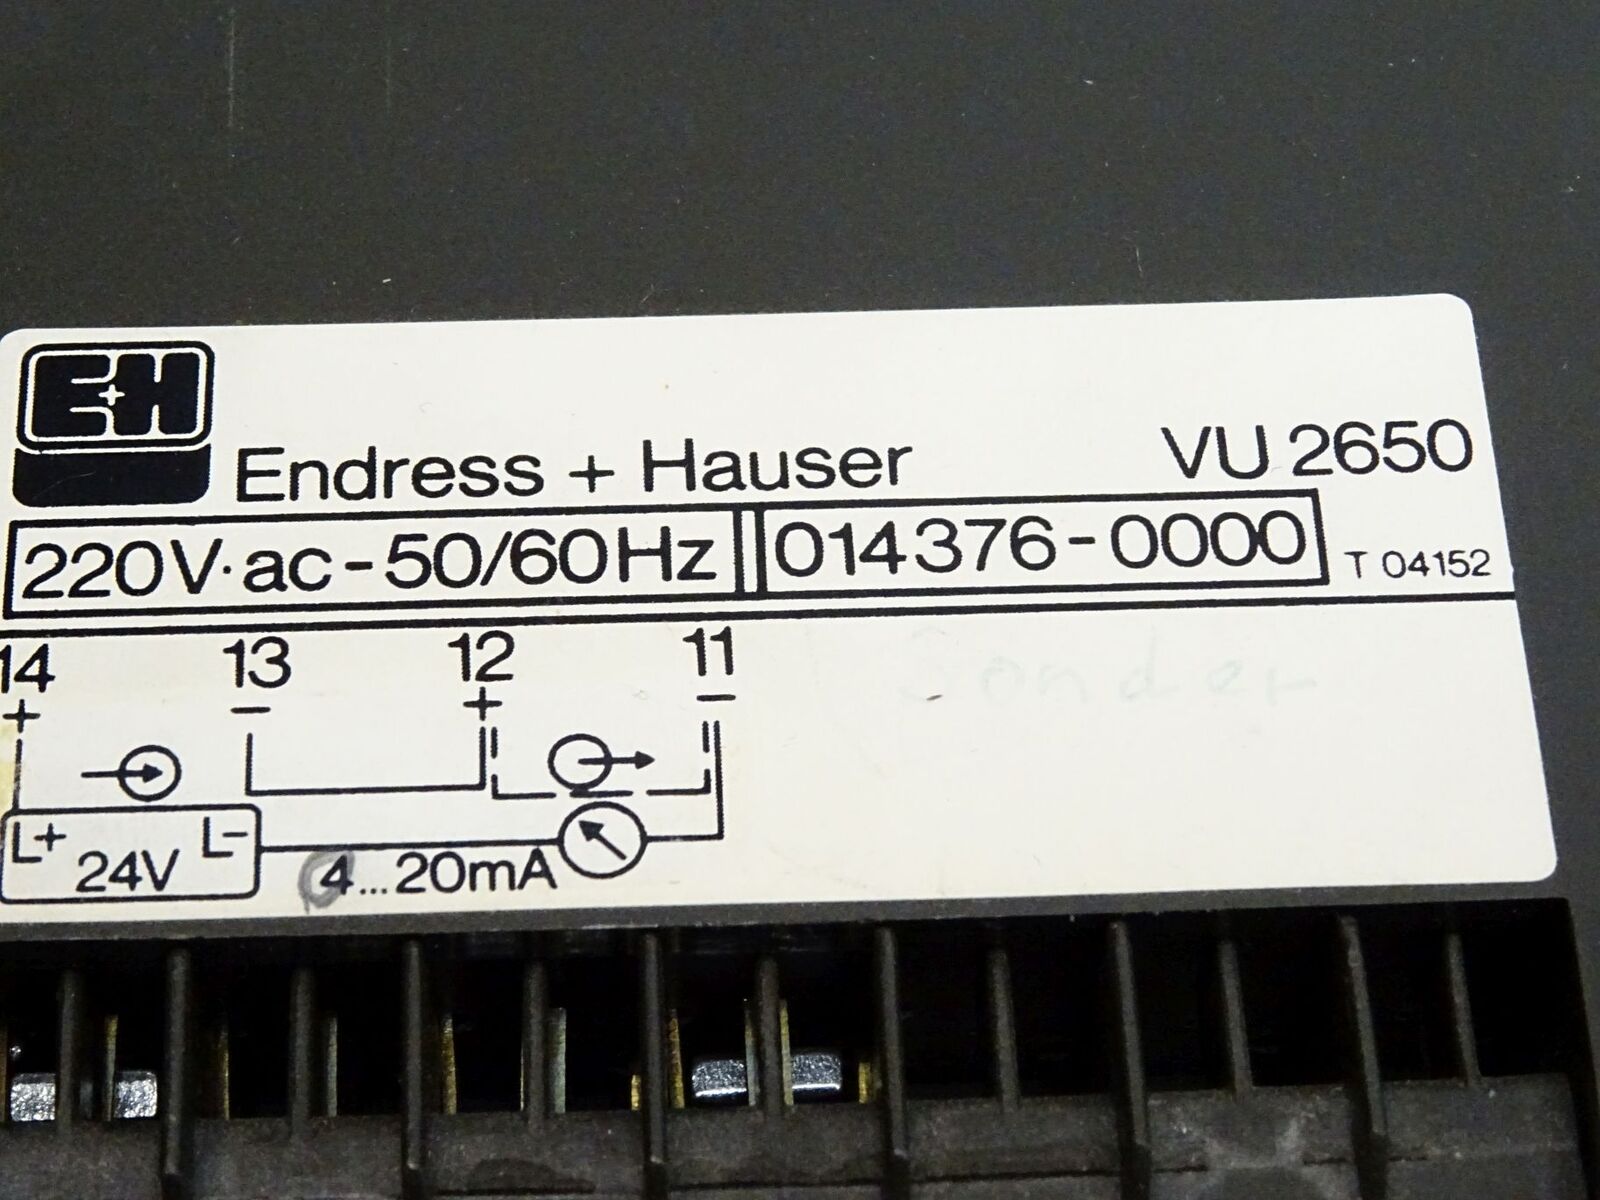 E+H
Endress + Hauser VU 2650
220V·ac-50/60Hz 014376-0000 T 04152
14 13 12 11
+ − + −
L+ L−
24V 4...20mA
Sonder